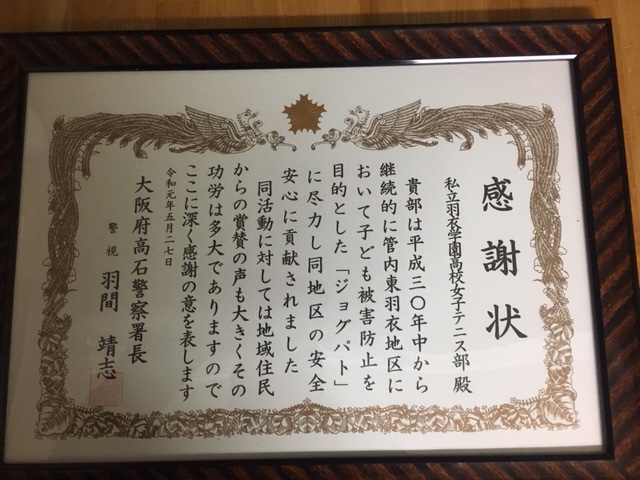 感謝状
私立羽衣学園高校女子テニス部殿
貴部は平成三〇年中から
継続的に管内東羽衣地区に
おいて子ども被害防止を
目的とした「ジョグパト」
に尽力し同地区の安全
安心に貢献されました
同活動に対しては地域住民
からの賞賛の声も大きくその
功労は多大でありますので
ここに深く感謝の意を表します
令和元年五月二七日
大阪府高石警察署長
警視 羽間 靖志